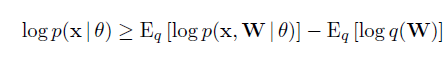 log p(x | θ) ≥ E_q [log p(x, W | θ)] − E_q [log q(W)]